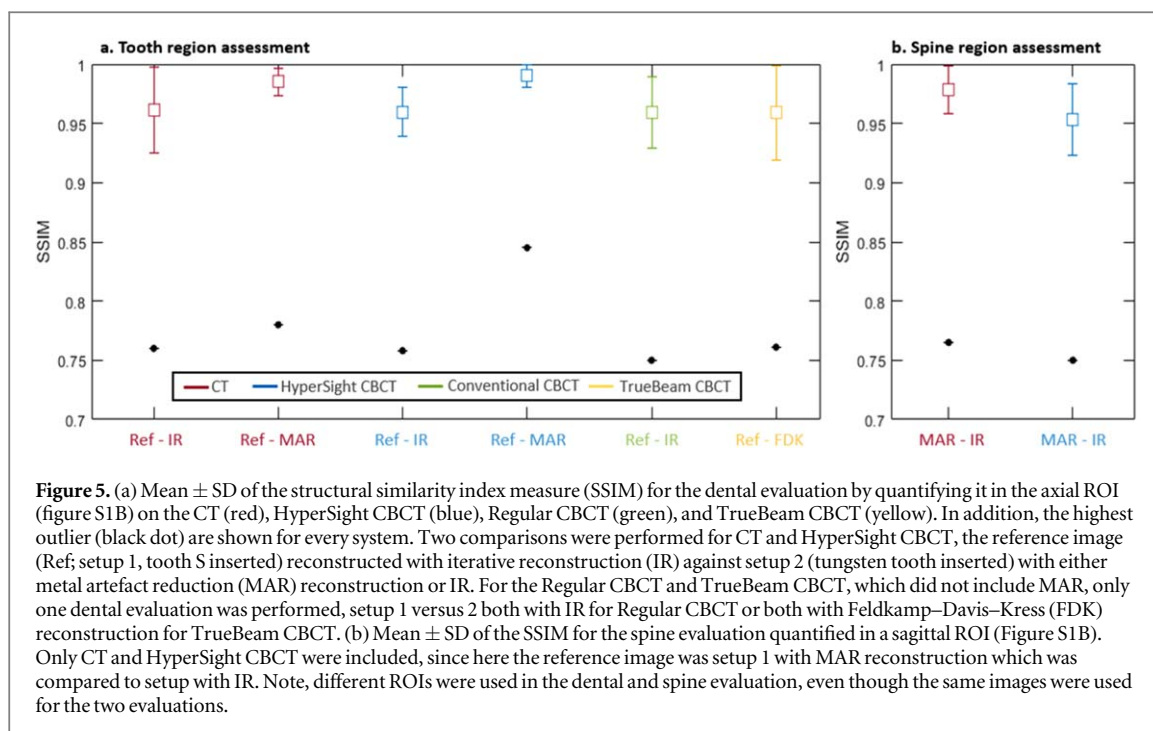 a. Tooth region assessment
b. Spine region assessment
1
0.95
0.9
0.85
0.8
0.75
0.7
SSIM
CT
HyperSight CBCT
Conventional CBCT
TrueBeam CBCT
Ref - IR
Ref - MAR
Ref - IR
Ref - MAR
Ref - IR
Ref - FDK
1
0.95
0.9
0.85
0.8
0.75
0.7
SSIM
MAR - IR
MAR - IR
Figure 5. (a) Mean ± SD of the structural similarity index measure (SSIM) for the dental evaluation by quantifying it in the axial ROI
(figure S1B) on the CT (red), HyperSight CBCT (blue), Regular CBCT (green), and TrueBeam CBCT (yellow). In addition, the highest
outlier (black dot) are shown for every system. Two comparisons were performed for CT and HyperSight CBCT, the reference image
(Ref; setup 1, tooth S inserted) reconstructed with iterative reconstruction (IR) against setup 2 (tungsten tooth inserted) with either
metal artefact reduction (MAR) reconstruction or IR. For the Regular CBCT and TrueBeam CBCT, which did not include MAR, only
one dental evaluation was performed, setup 1 versus 2 both with IR for Regular CBCT or both with Feldkamp–Davis–Kress (FDK)
reconstruction for TrueBeam CBCT. (b) Mean ± SD of the SSIM for the spine evaluation quantified in a sagittal ROI (Figure S1B).
Only CT and HyperSight CBCT were included, since here the reference image was setup 1 with MAR reconstruction which was
compared to setup with IR. Note, different ROIs were used in the dental and spine evaluation, even though the same images were used
for the two evaluations.